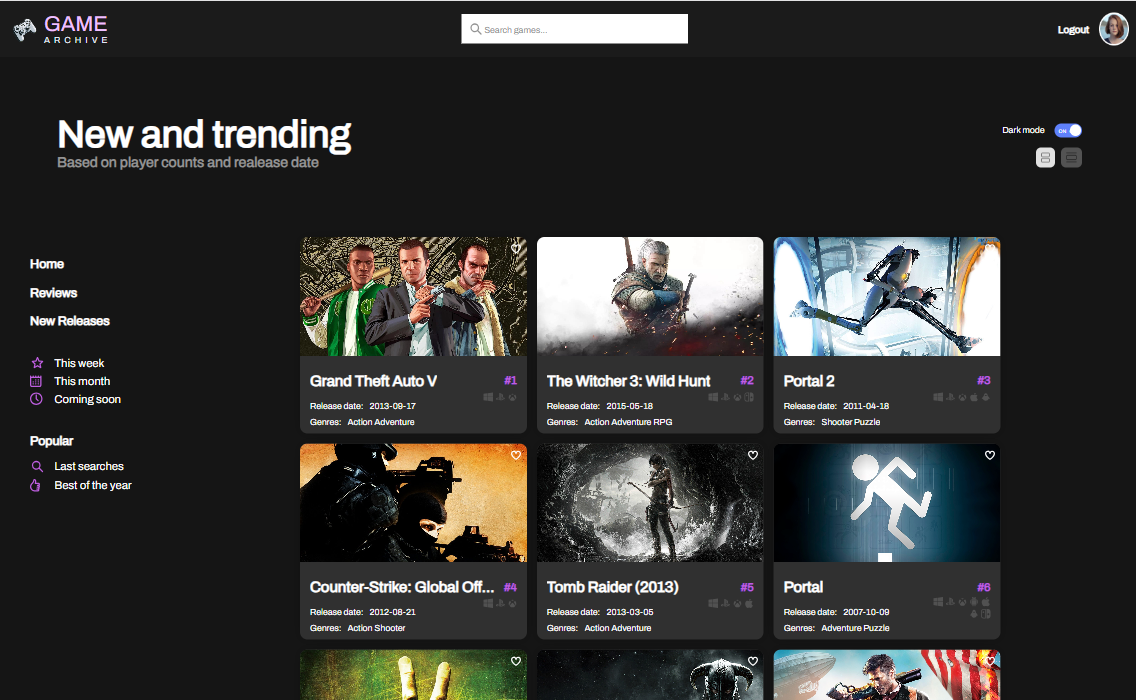 GAME
ARCHIVE
Search games...
Logout
New and trending
Based on player counts and realease date
Dark mode
ON
Home
Reviews
New Releases
This week
This month
Coming soon
Popular
Last searches
Best of the year
Grand Theft Auto V #1
Release date: 2013-09-17
Genres: Action Adventure
The Witcher 3: Wild Hunt #2
Release date: 2015-05-18
Genres: Action Adventure RPG
Portal 2 #3
Release date: 2011-04-18
Genres: Shooter Puzzle
Counter-Strike: Global Off... #4
Release date: 2012-08-21
Genres: Action Shooter
Tomb Raider (2013) #5
Release date: 2013-03-05
Genres: Action Adventure
Portal #6
Release date: 2007-10-09
Genres: Adventure Puzzle